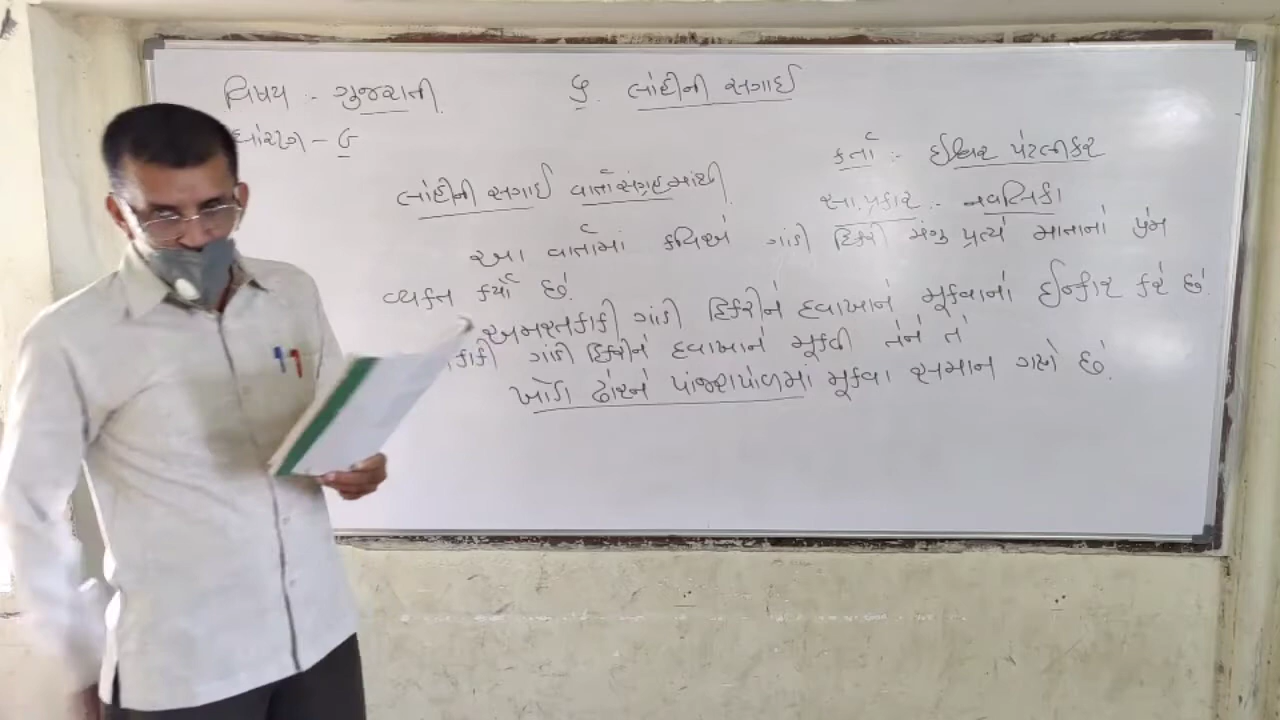 વિષય :- ગુજરાતી.
૬. લોહીની સગાઈ
ધોરણ - ૯
કર્તા :- ઈશ્વર પેટલીકર
લોહીની સગાઈ વાર્તાસંગ્રહમાંથી.
સા.પ્રકાર :- નવલિકા
આ વાર્તામાં કવિએ ગાંડી દિકરી મંગુ પ્રત્યે માતાનો પ્રેમ
વ્યક્ત કર્યો છે.
અમરતકાકી ગાંડી દિકરીને દવાખાને મૂકવાનો ઈન્કાર કરે છે.
કાકી ગાંડી દિકરીને દવાખાને મૂકવી તેને તે
ખોડા ઢોરને પાંજરાપોળમાં મૂકવા સમાન ગણે છે.